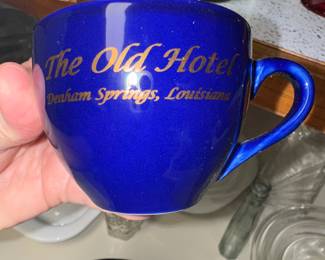 The Old Hotel
Denham Springs, Louisiana